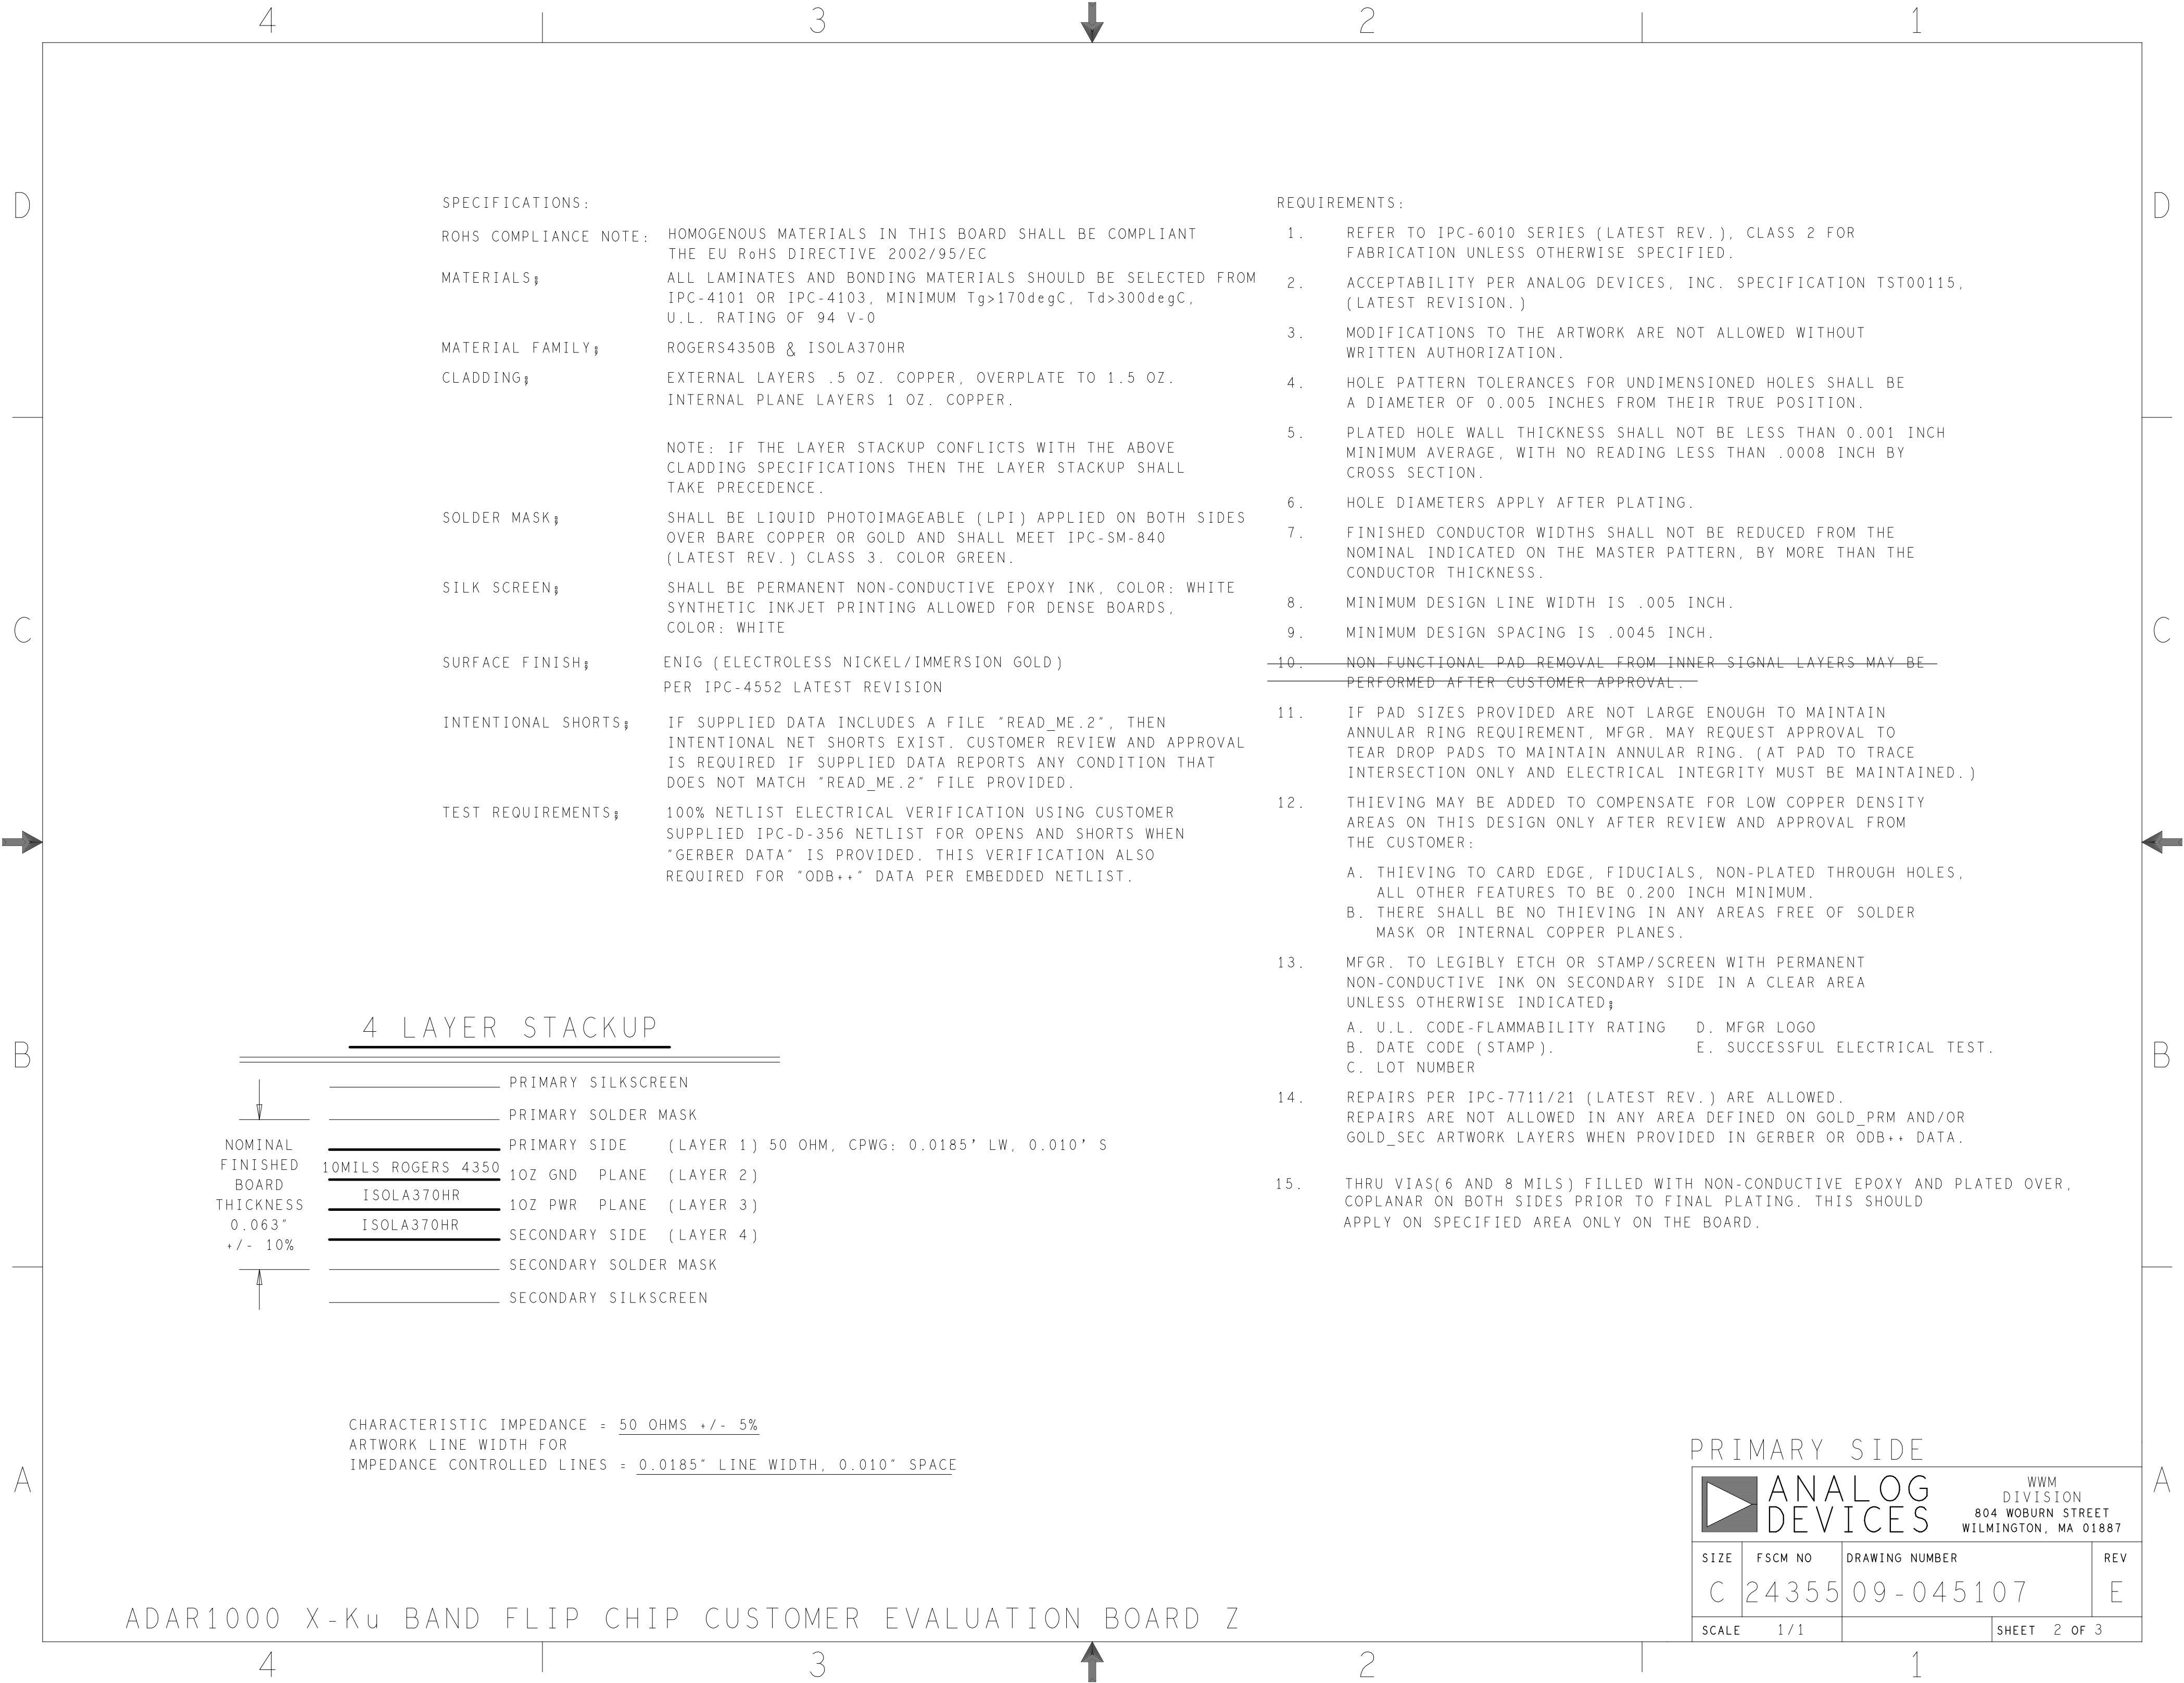 4 3 2 1
D D
C C
B B
A A
SPECIFICATIONS:
ROHS COMPLIANCE NOTE: HOMOGENOUS MATERIALS IN THIS BOARD SHALL BE COMPLIANT
THE EU RoHS DIRECTIVE 2002/95/EC
MATERIALS; ALL LAMINATES AND BONDING MATERIALS SHOULD BE SELECTED FROM
IPC-4101 OR IPC-4103, MINIMUM Tg>170degC, Td>300degC,
U.L. RATING OF 94 V-0
MATERIAL FAMILY; ROGERS4350B & ISOLA370HR
CLADDING; EXTERNAL LAYERS .5 OZ. COPPER, OVERPLATE TO 1.5 OZ.
INTERNAL PLANE LAYERS 1 OZ. COPPER.
NOTE: IF THE LAYER STACKUP CONFLICTS WITH THE ABOVE
CLADDING SPECIFICATIONS THEN THE LAYER STACKUP SHALL
TAKE PRECEDENCE.
SOLDER MASK; SHALL BE LIQUID PHOTOIMAGEABLE (LPI) APPLIED ON BOTH SIDES
OVER BARE COPPER OR GOLD AND SHALL MEET IPC-SM-840
(LATEST REV.) CLASS 3. COLOR GREEN.
SILK SCREEN; SHALL BE PERMANENT NON-CONDUCTIVE EPOXY INK, COLOR: WHITE
SYNTHETIC INKJET PRINTING ALLOWED FOR DENSE BOARDS,
COLOR: WHITE
SURFACE FINISH; ENIG (ELECTROLESS NICKEL/IMMERSION GOLD)
PER IPC-4552 LATEST REVISION
INTENTIONAL SHORTS; IF SUPPLIED DATA INCLUDES A FILE "READ_ME.2", THEN
INTENTIONAL NET SHORTS EXIST. CUSTOMER REVIEW AND APPROVAL
IS REQUIRED IF SUPPLIED DATA REPORTS ANY CONDITION THAT
DOES NOT MATCH "READ_ME.2" FILE PROVIDED.
TEST REQUIREMENTS; 100% NETLIST ELECTRICAL VERIFICATION USING CUSTOMER
SUPPLIED IPC-D-356 NETLIST FOR OPENS AND SHORTS WHEN
"GERBER DATA" IS PROVIDED. THIS VERIFICATION ALSO
REQUIRED FOR "ODB++" DATA PER EMBEDDED NETLIST.
REQUIREMENTS:
1. REFER TO IPC-6010 SERIES (LATEST REV.), CLASS 2 FOR
FABRICATION UNLESS OTHERWISE SPECIFIED.
2. ACCEPTABILITY PER ANALOG DEVICES, INC. SPECIFICATION TST00115,
(LATEST REVISION.)
3. MODIFICATIONS TO THE ARTWORK ARE NOT ALLOWED WITHOUT
WRITTEN AUTHORIZATION.
4. HOLE PATTERN TOLERANCES FOR UNDIMENSIONED HOLES SHALL BE
A DIAMETER OF 0.005 INCHES FROM THEIR TRUE POSITION.
5. PLATED HOLE WALL THICKNESS SHALL NOT BE LESS THAN 0.001 INCH
MINIMUM AVERAGE, WITH NO READING LESS THAN .0008 INCH BY
CROSS SECTION.
6. HOLE DIAMETERS APPLY AFTER PLATING.
7. FINISHED CONDUCTOR WIDTHS SHALL NOT BE REDUCED FROM THE
NOMINAL INDICATED ON THE MASTER PATTERN, BY MORE THAN THE
CONDUCTOR THICKNESS.
8. MINIMUM DESIGN LINE WIDTH IS .005 INCH.
9. MINIMUM DESIGN SPACING IS .0045 INCH.
10. NON-FUNCTIONAL PAD REMOVAL FROM INNER SIGNAL LAYERS MAY BE
PERFORMED AFTER CUSTOMER APPROVAL.
11. IF PAD SIZES PROVIDED ARE NOT LARGE ENOUGH TO MAINTAIN
ANNULAR RING REQUIREMENT, MFGR. MAY REQUEST APPROVAL TO
TEAR DROP PADS TO MAINTAIN ANNULAR RING. (AT PAD TO TRACE
INTERSECTION ONLY AND ELECTRICAL INTEGRITY MUST BE MAINTAINED.)
12. THIEVING MAY BE ADDED TO COMPENSATE FOR LOW COPPER DENSITY
AREAS ON THIS DESIGN ONLY AFTER REVIEW AND APPROVAL FROM
THE CUSTOMER:
A. THIEVING TO CARD EDGE, FIDUCIALS, NON-PLATED THROUGH HOLES,
ALL OTHER FEATURES TO BE 0.200 INCH MINIMUM.
B. THERE SHALL BE NO THIEVING IN ANY AREAS FREE OF SOLDER
MASK OR INTERNAL COPPER PLANES.
13. MFGR. TO LEGIBLY ETCH OR STAMP/SCREEN WITH PERMANENT
NON-CONDUCTIVE INK ON SECONDARY SIDE IN A CLEAR AREA
UNLESS OTHERWISE INDICATED;
A. U.L. CODE-FLAMMABILITY RATING D. MFGR LOGO
B. DATE CODE (STAMP). E. SUCCESSFUL ELECTRICAL TEST.
C. LOT NUMBER
14. REPAIRS PER IPC-7711/21 (LATEST REV.) ARE ALLOWED.
REPAIRS ARE NOT ALLOWED IN ANY AREA DEFINED ON GOLD_PRM AND/OR
GOLD_SEC ARTWORK LAYERS WHEN PROVIDED IN GERBER OR ODB++ DATA.
15. THRU VIAS(6 AND 8 MILS) FILLED WITH NON-CONDUCTIVE EPOXY AND PLATED OVER,
COPLANAR ON BOTH SIDES PRIOR TO FINAL PLATING. THIS SHOULD
APPLY ON SPECIFIED AREA ONLY ON THE BOARD.
4 LAYER STACKUP
PRIMARY SILKSCREEN
PRIMARY SOLDER MASK
PRIMARY SIDE (LAYER 1) 50 OHM, CPWG: 0.0185' LW, 0.010' S
10MILS ROGERS 4350
1OZ GND PLANE (LAYER 2)
ISOLA370HR
1OZ PWR PLANE (LAYER 3)
ISOLA370HR
SECONDARY SIDE (LAYER 4)
SECONDARY SOLDER MASK
SECONDARY SILKSCREEN
NOMINAL
FINISHED
BOARD
THICKNESS
0.063"
+/- 10%
CHARACTERISTIC IMPEDANCE = 50 OHMS +/- 5%
ARTWORK LINE WIDTH FOR
IMPEDANCE CONTROLLED LINES = 0.0185" LINE WIDTH, 0.010" SPACE
PRIMARY SIDE
ANALOG
DEVICES
WWM
DIVISION
804 WOBURN STREET
WILMINGTON, MA 01887
SIZE FSCM NO DRAWING NUMBER REV
C 24355 09-045107 E
SCALE 1/1 SHEET 2 OF 3
ADAR1000 X-Ku BAND FLIP CHIP CUSTOMER EVALUATION BOARD Z
4 3 2 1